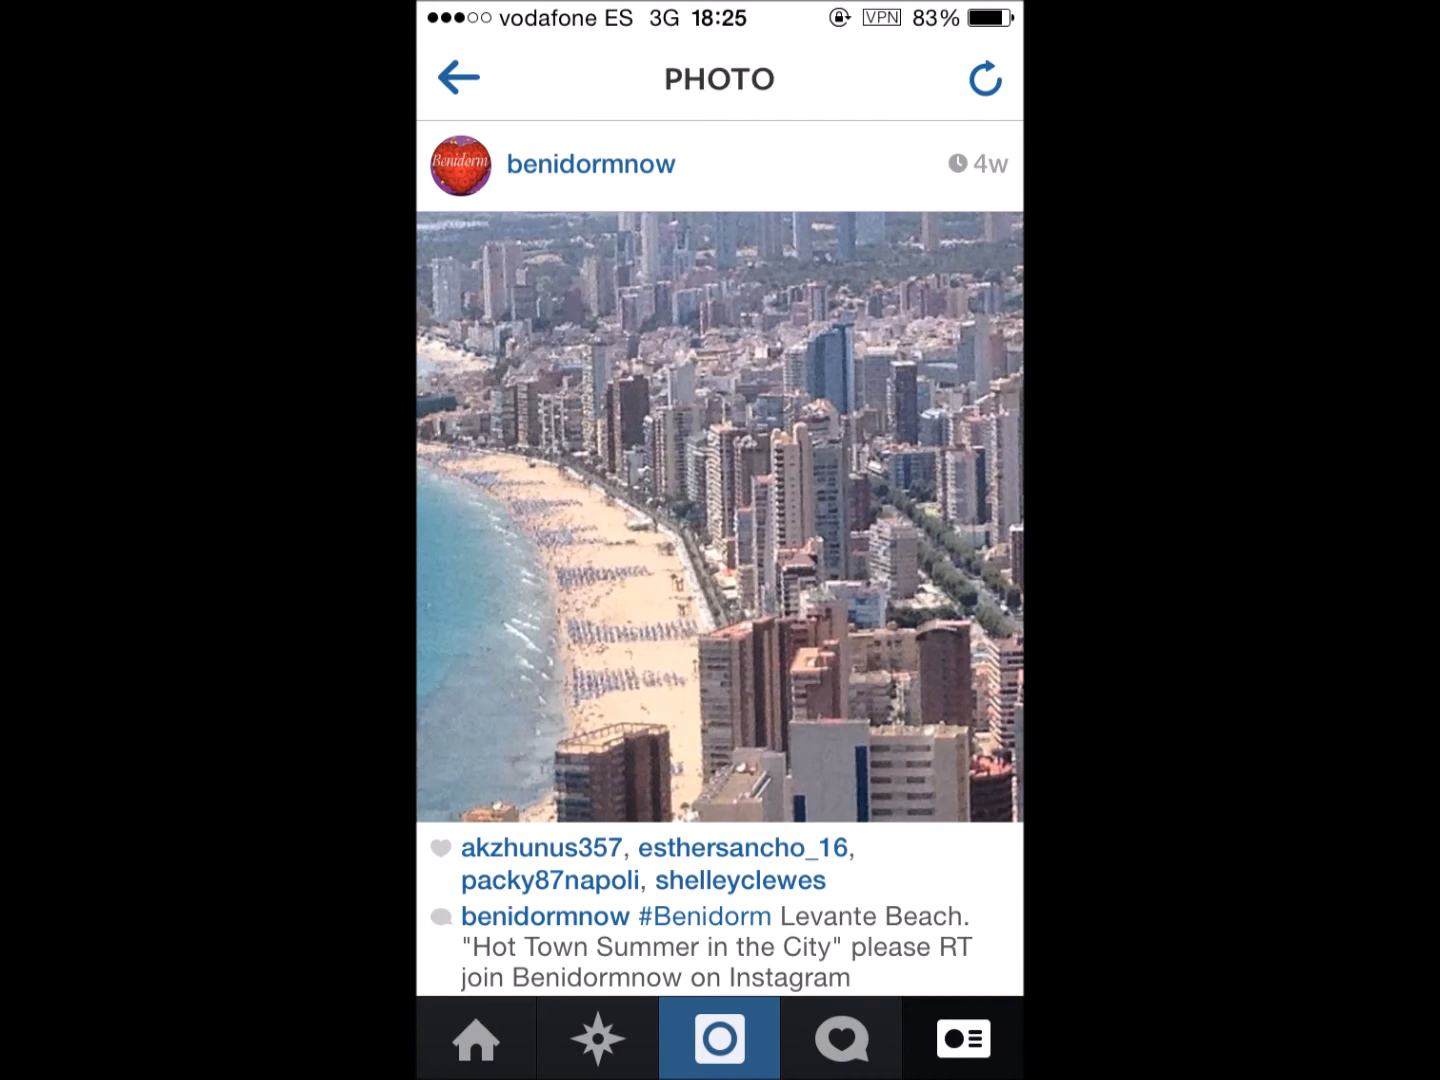 vodafone ES 3G 18:25 VPN 83%
PHOTO
Benidorm
benidormnow 4w
akzhunus357, esthersancho_16,
packy87napoli, shelleyclewes
benidormnow #Benidorm Levante Beach.
"Hot Town Summer in the City" please RT
join Benidormnow on Instagram